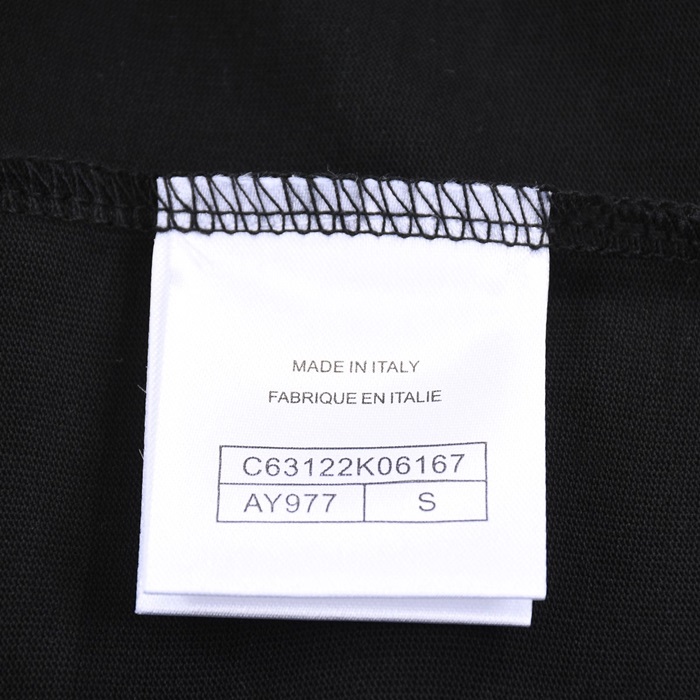 MADE IN ITALY
FABRIQUE EN ITALIE
C63122K06167
AY977 S